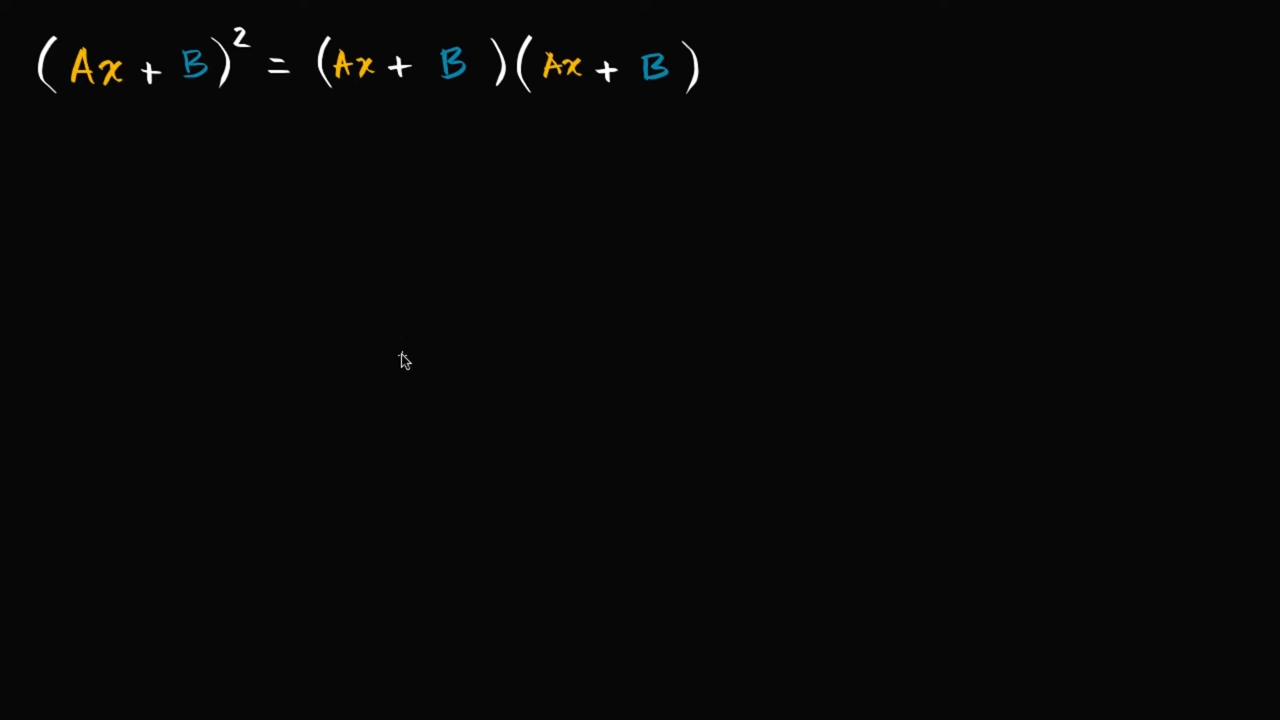 (Ax + B)² = (Ax + B)(Ax + B)